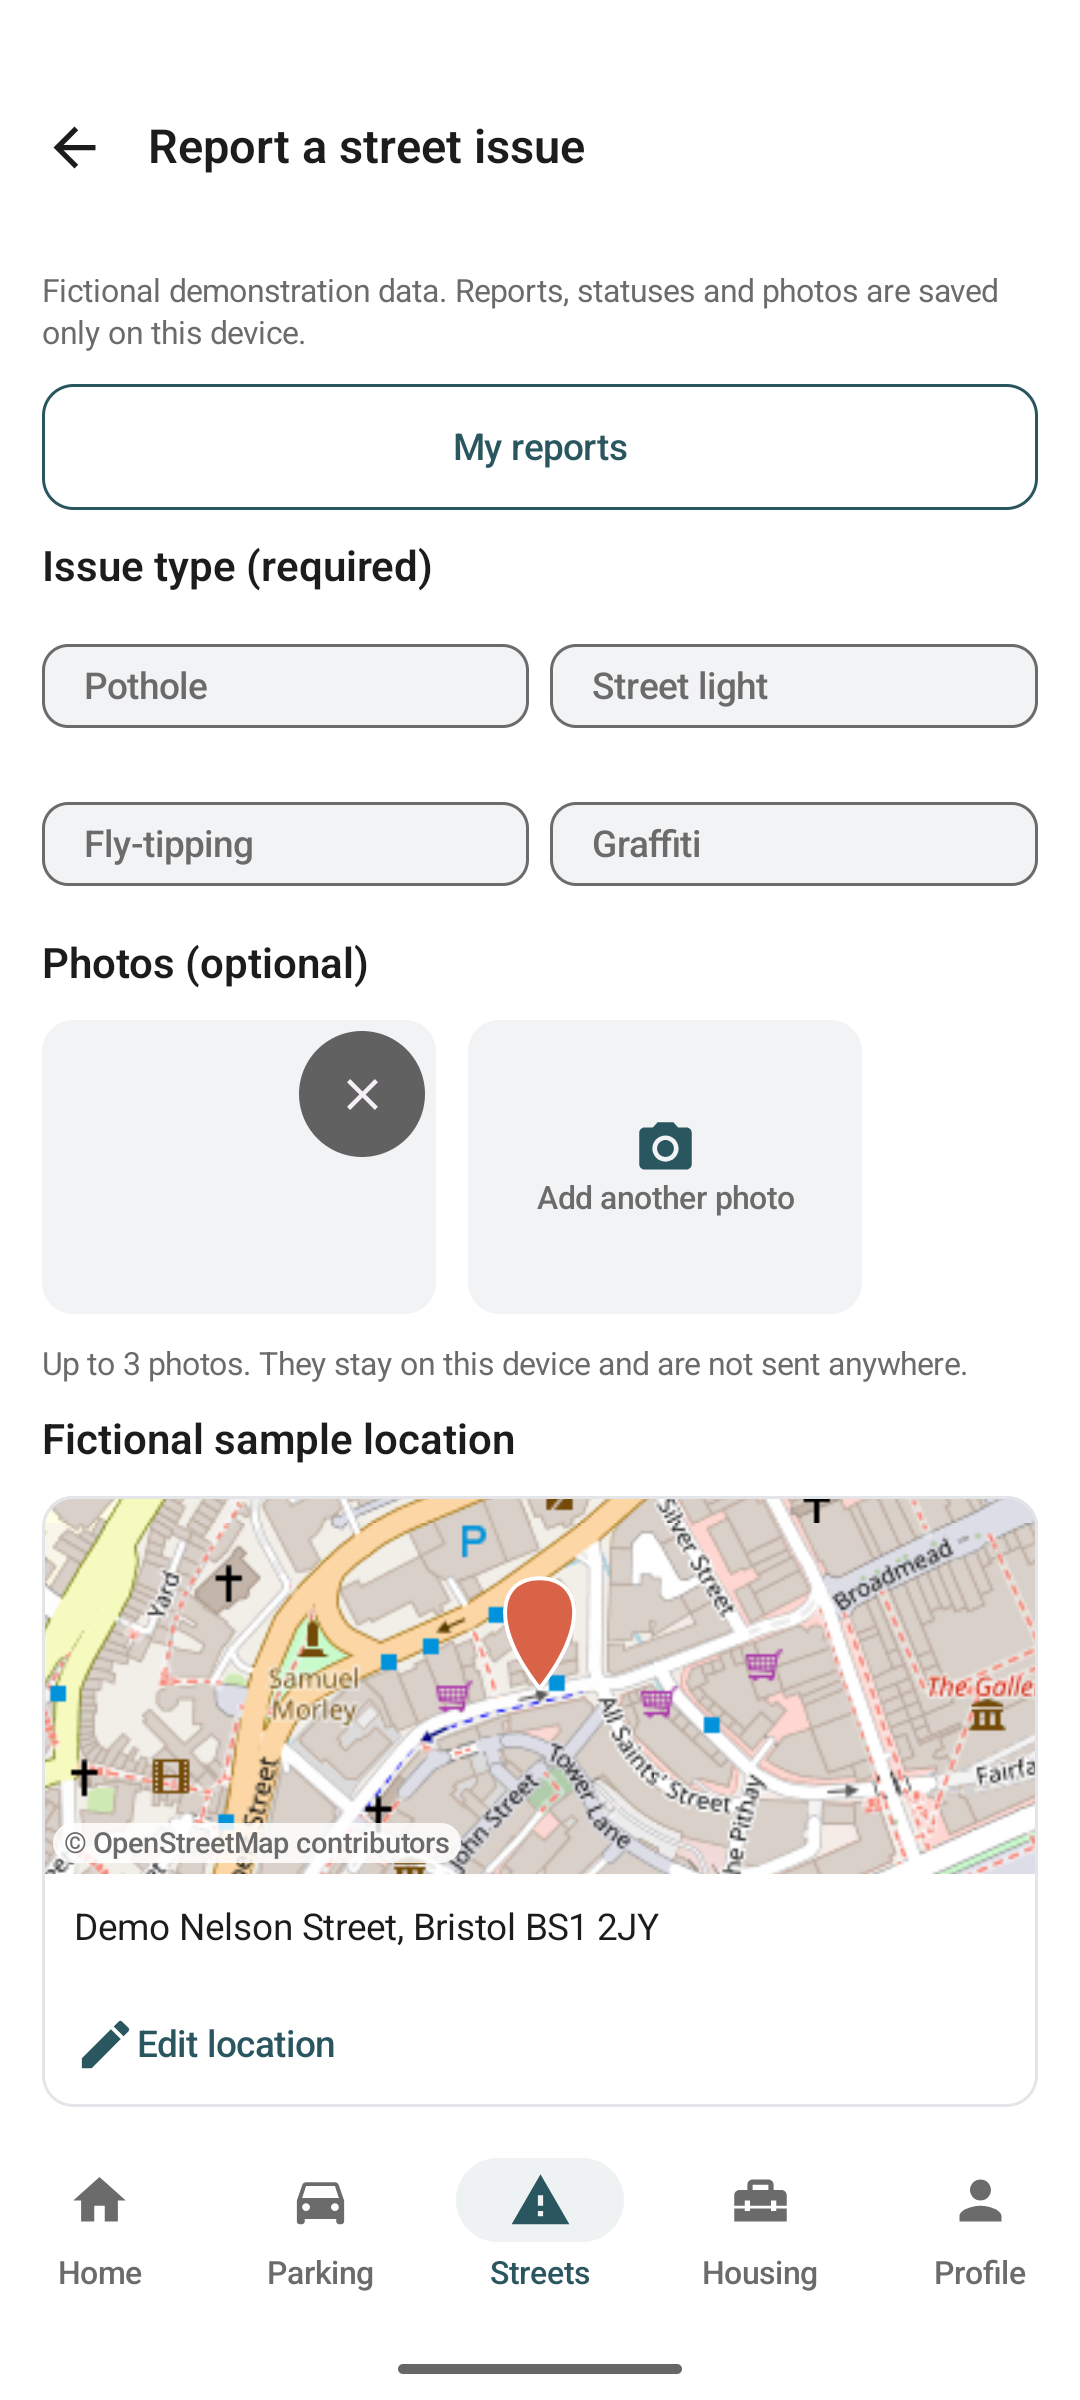 Report a street issue
Fictional demonstration data. Reports, statuses and photos are saved
only on this device.
My reports
Issue type (required)
Pothole
Street light
Fly-tipping
Graffiti
Photos (optional)
Add another photo
Up to 3 photos. They stay on this device and are not sent anywhere.
Fictional sample location
P
Silver Street
Broadmead
Yard
Samuel
Morley
The Galle
All Saints' Street
Tower Lane
John Street
Street
he Pithay
Fairfa
© OpenStreetMap contributors
Demo Nelson Street, Bristol BS1 2JY
Edit location
Home
Parking
Streets
Housing
Profile